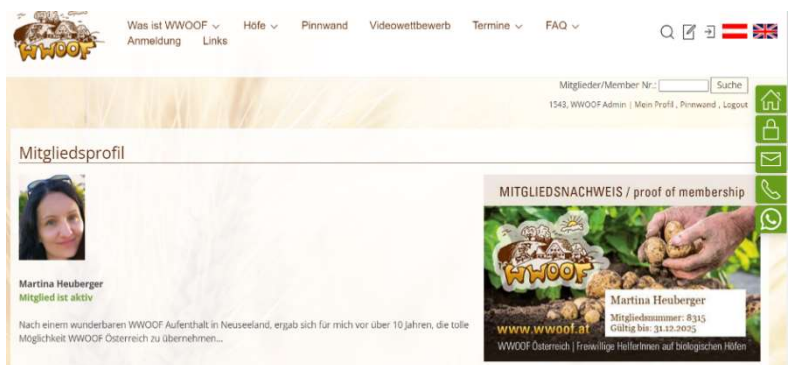 WWOOF
Was ist WWOOF Höfe Pinnwand Videowettbewerb Termine FAQ
Anmeldung Links
Mitglieder/Member Nr.: Suche
1543, WWOOF Admin | Mein Profil , Pinnwand , Logout
Mitgliedsprofil
Martina Heuberger
Mitglied ist aktiv
Nach einem wunderbaren WWOOF Aufenthalt in Neuseeland, ergab sich für mich vor über 10 Jahren, die tolle
Möglichkeit WWOOF Österreich zu übernehmen...
MITGLIEDSNACHWEIS / proof of membership
WWOOF
Martina Heuberger
Mitgliednummer: 8315
Gültig bis: 31.12.2025
www.wwoof.at
WWOOF Österreich | Freiwillige HelferInnen auf biologischen Höfen